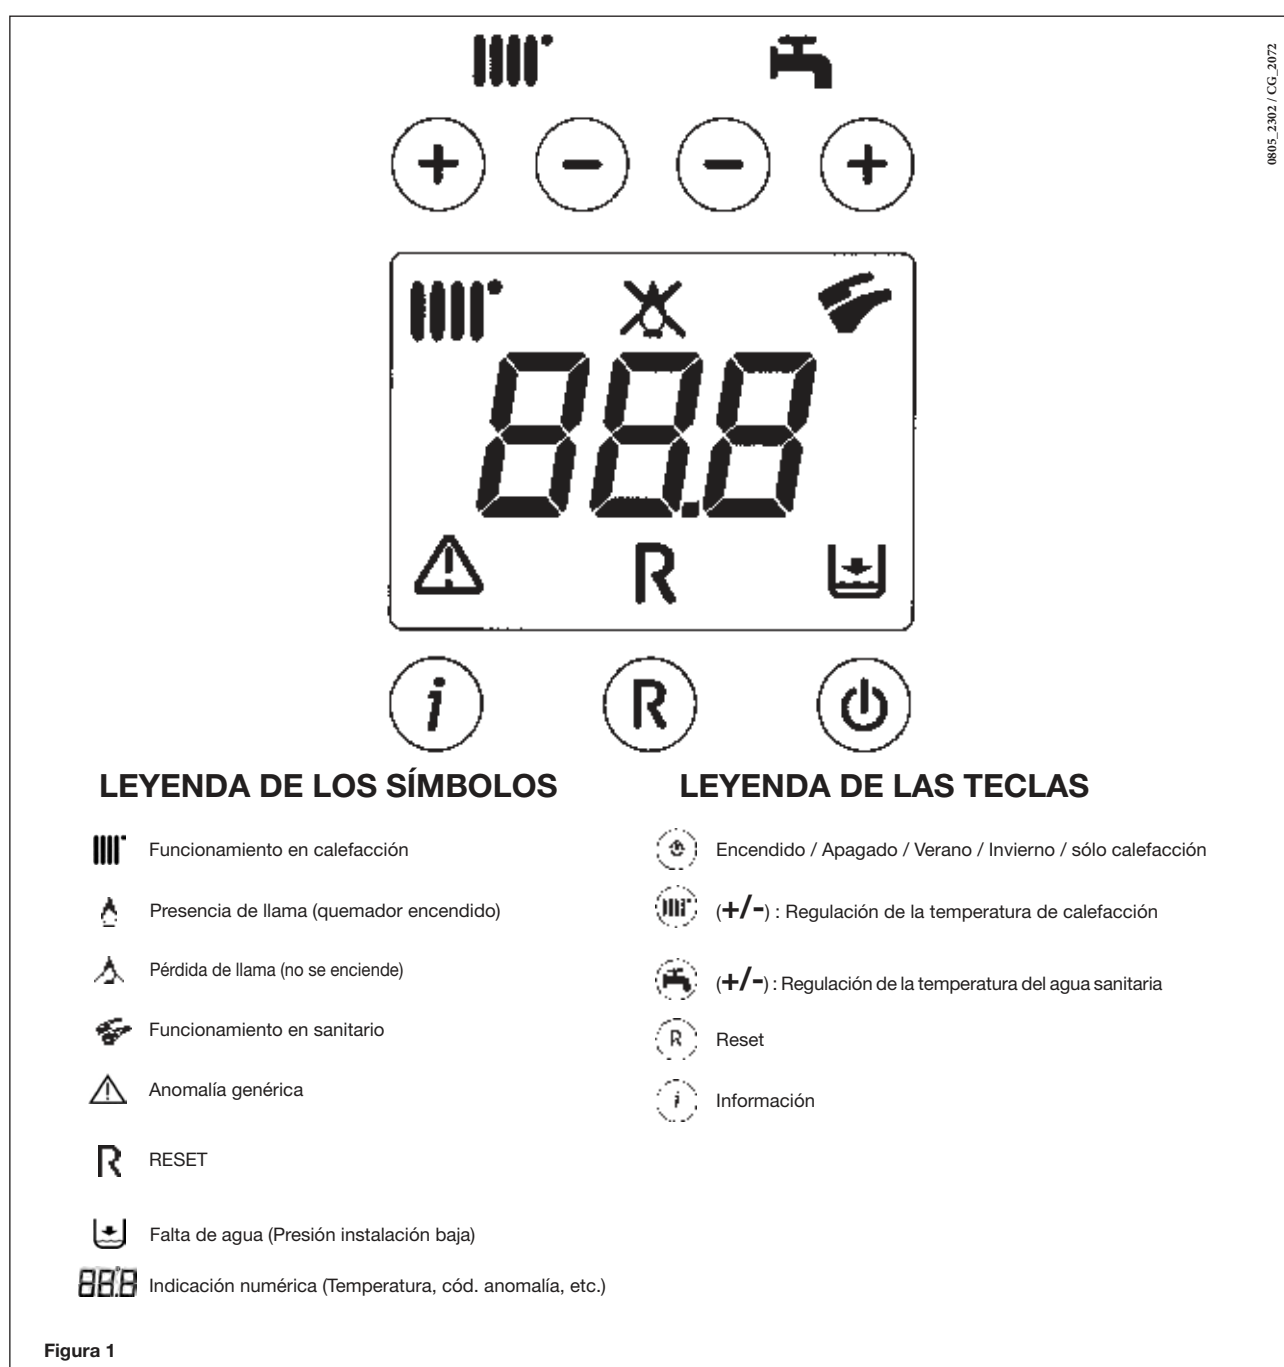 0805_2302 / CG_2072
+ - - +
88.8
R
i R
LEYENDA DE LOS SÍMBOLOS
Funcionamiento en calefacción
Presencia de llama (quemador encendido)
Pérdida de llama (no se enciende)
Funcionamiento en sanitario
Anomalía genérica
R RESET
Falta de agua (Presión instalación baja)
88.8 Indicación numérica (Temperatura, cód. anomalía, etc.)
LEYENDA DE LAS TECLAS
Encendido / Apagado / Verano / Invierno / sólo calefacción
(+/-) : Regulación de la temperatura de calefacción
(+/-) : Regulación de la temperatura del agua sanitaria
R Reset
i Información
Figura 1